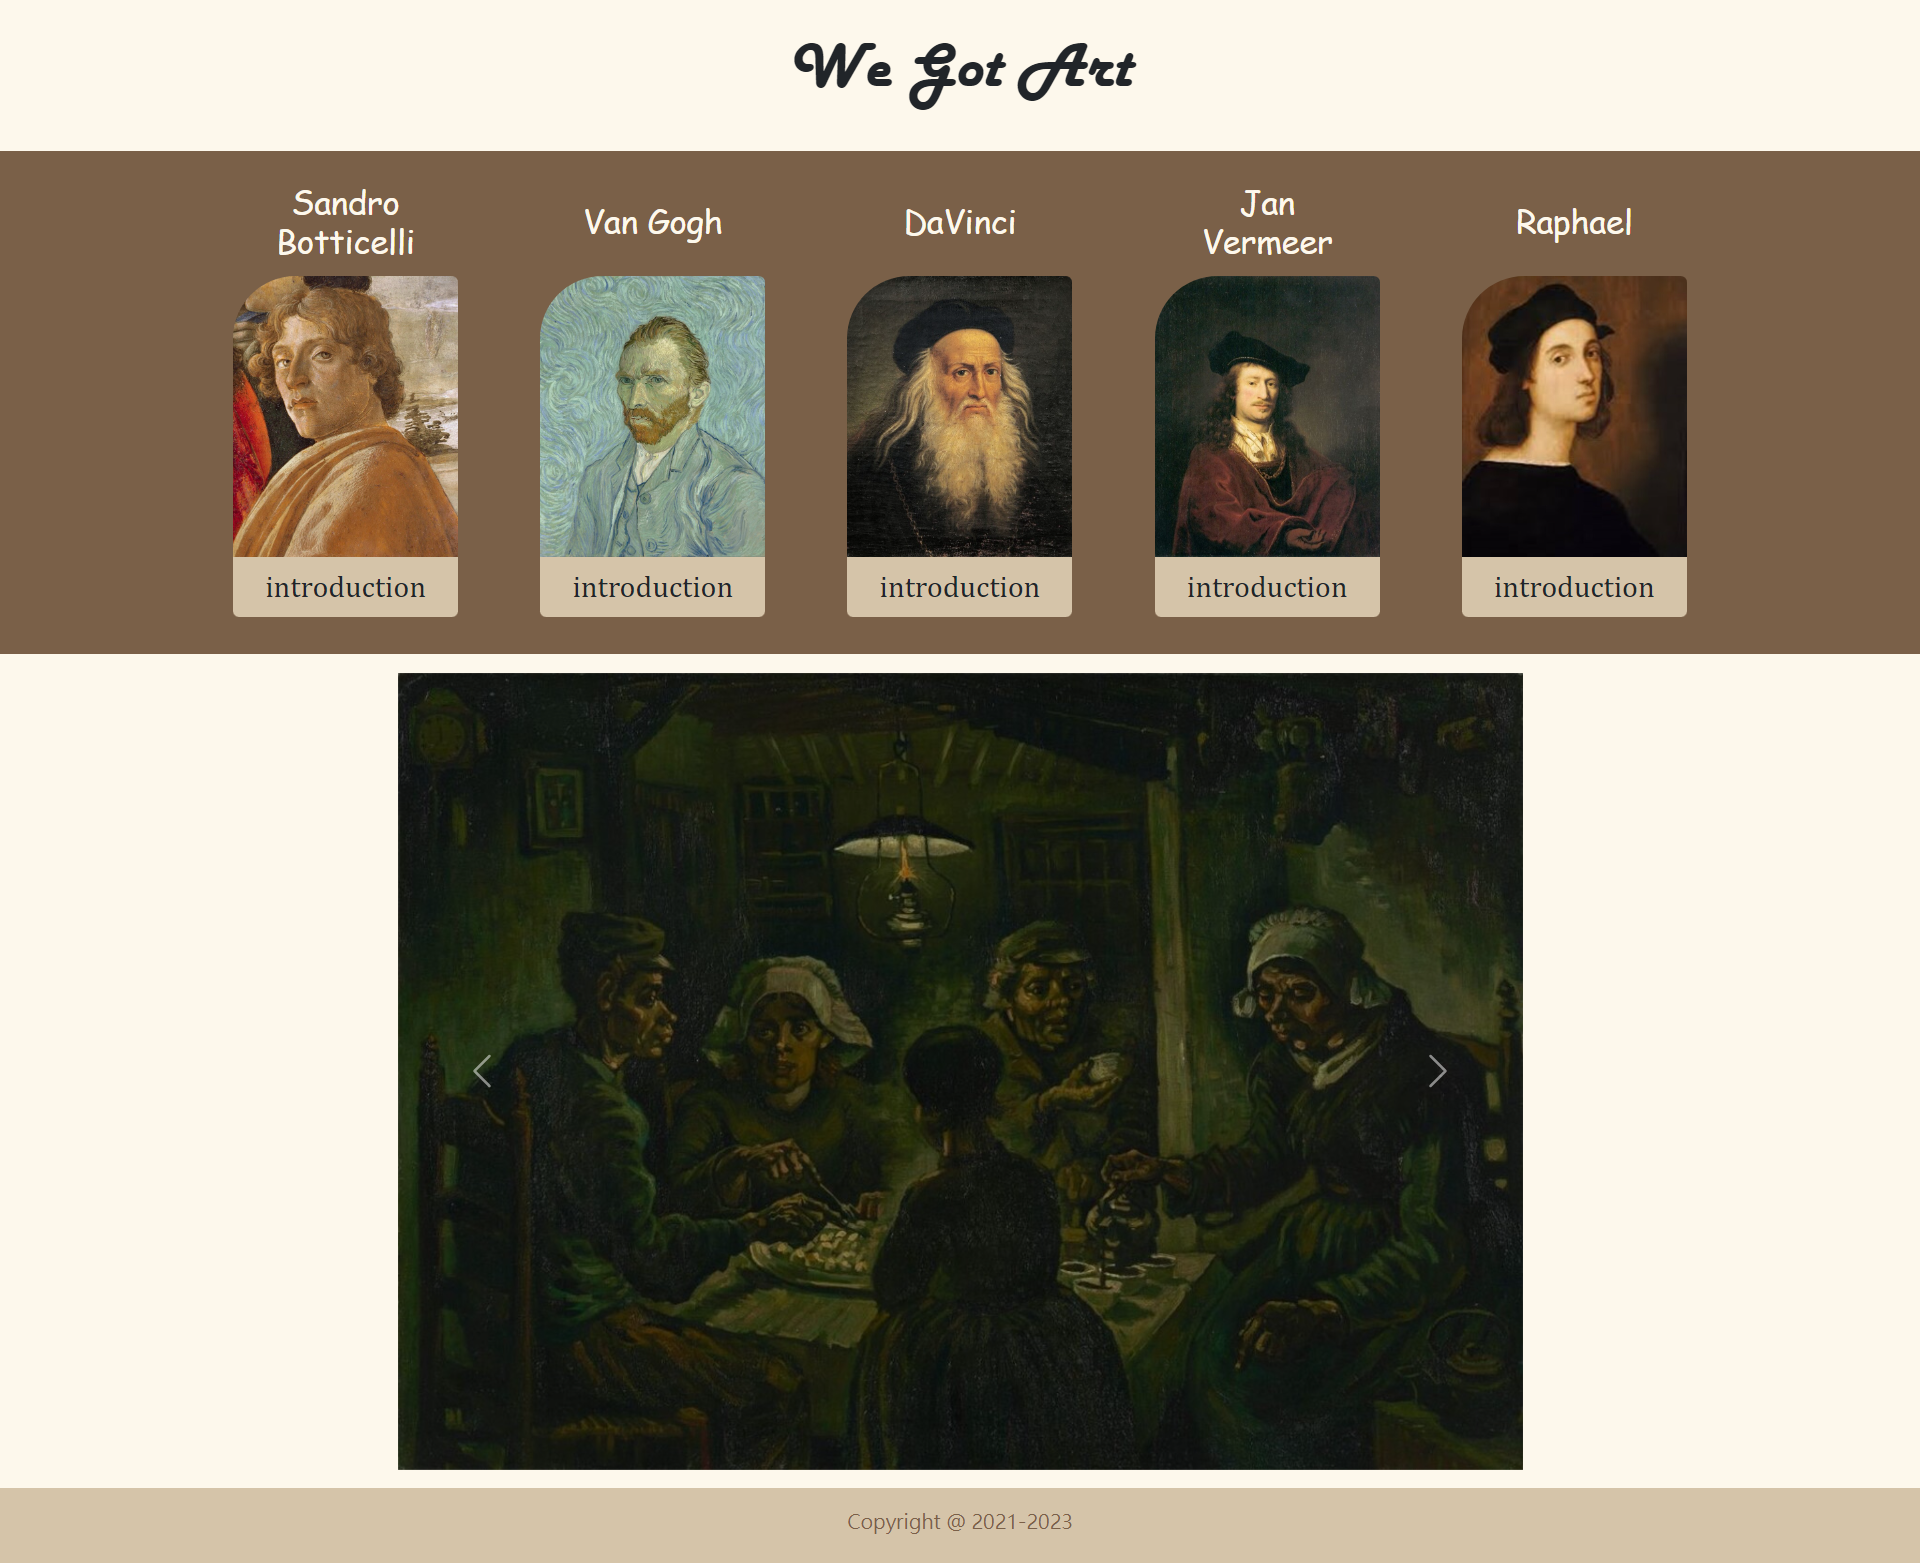 We Got Art
Sandro
Botticelli
Van Gogh
DaVinci
Jan
Vermeer
Raphael
introduction
introduction
introduction
introduction
introduction
Copyright @ 2021-2023